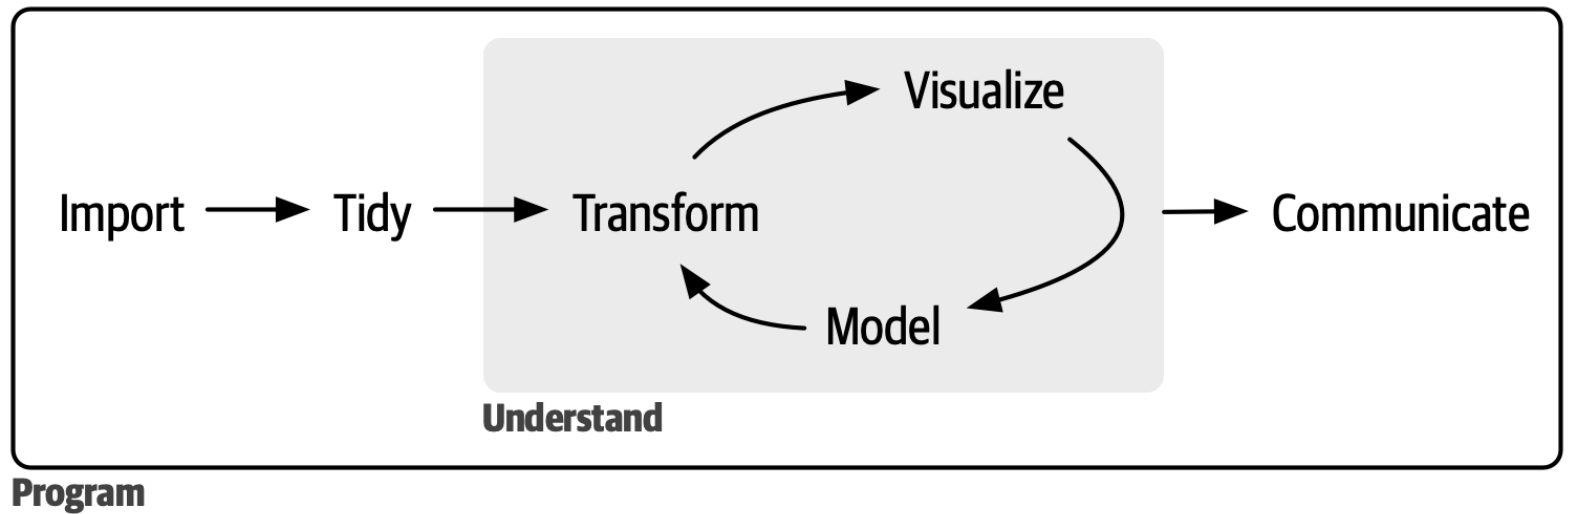 Visualize
Import
Tidy
Transform
Communicate
Model
Understand
Program